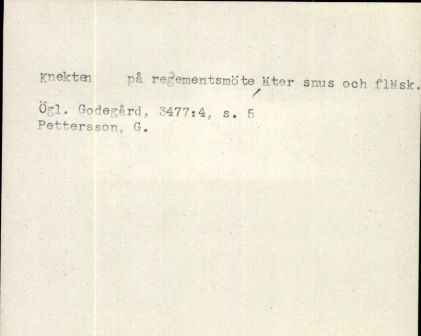 Knekten på regementsmöte äter snus och fläsk.
Ögl. Godegård, 3477:4, s. 5
Pettersson, G.